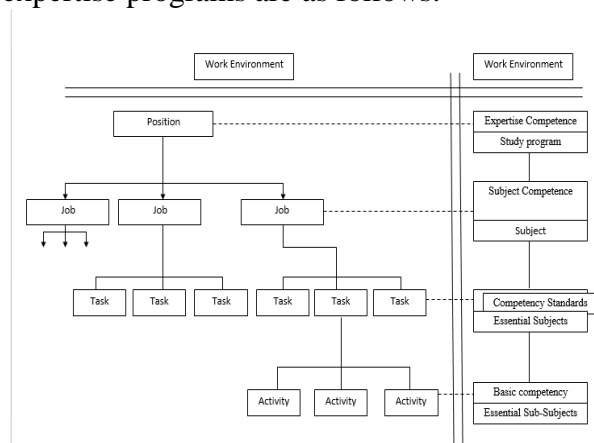 expertise programs are as follows.
Work Environment
Work Environment
Position
Expertise Competence
Study program
Job
Job
Job
Subject Competence
Subject
Task
Task
Task
Task
Task
Task
Competency Standards
Essential Subjects
Activity
Activity
Activity
Basic competency
Essential Sub-Subjects